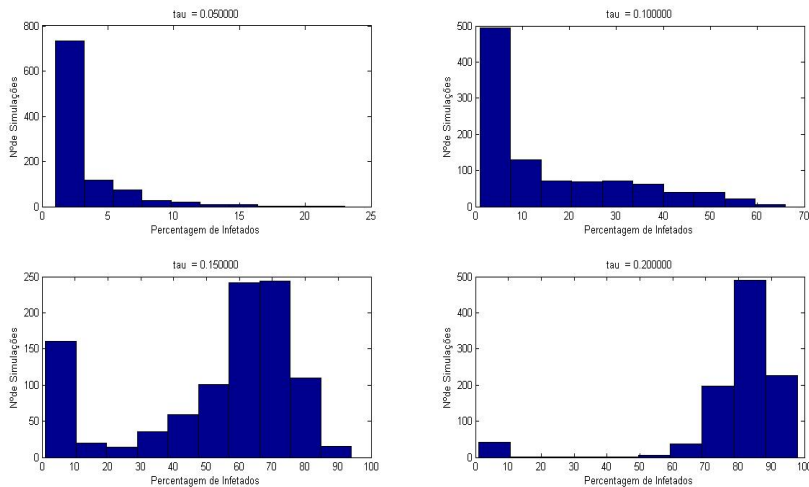 tau = 0.050000
800
600
400
200
0
Nºde Simulações
0 5 10 15 20 25
Percentagem de Infetados
tau = 0.100000
500
400
300
200
100
0
Nºde Simulações
0 10 20 30 40 50 60 70
Percentagem de Infetados
tau = 0.150000
250
200
150
100
50
0
Nºde Simulações
0 10 20 30 40 50 60 70 80 90 100
Percentagem de Infetados
tau = 0.200000
500
400
300
200
100
0
Nºde Simulações
0 10 20 30 40 50 60 70 80 90 100
Percentagem de Infetados